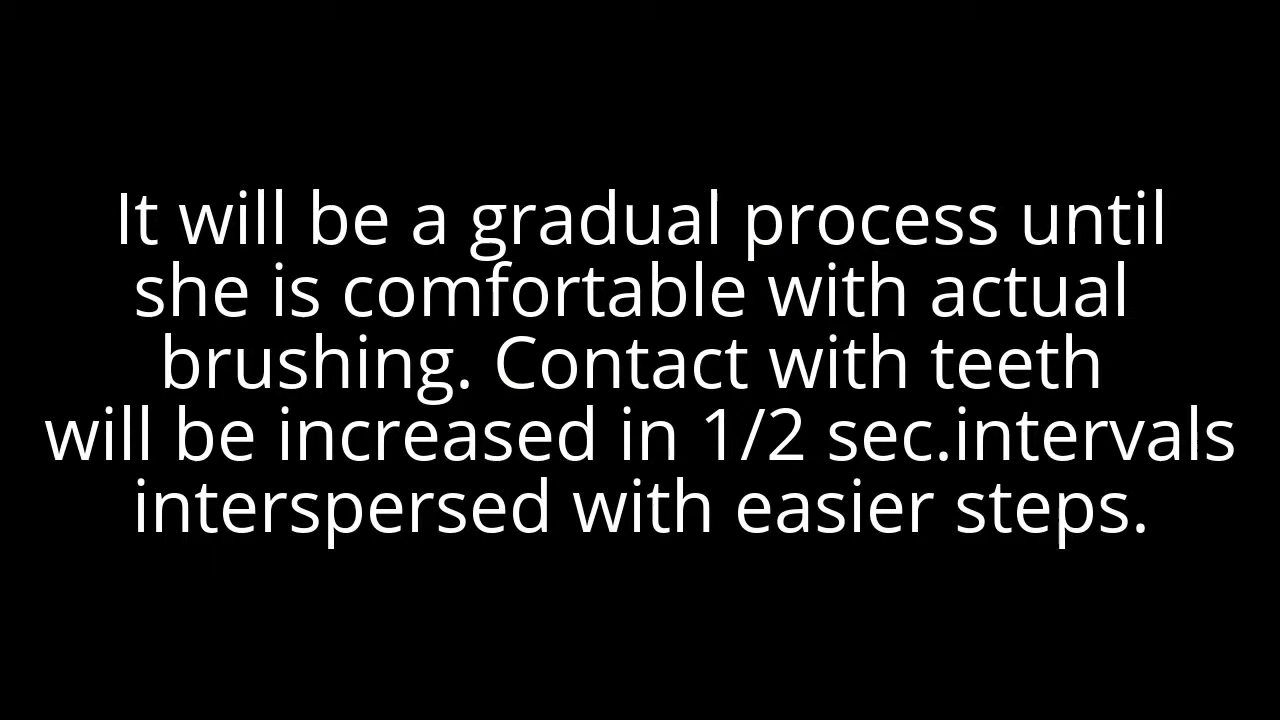 It will be a gradual process until
she is comfortable with actual
brushing. Contact with teeth
will be increased in 1/2 sec.intervals
interspersed with easier steps.